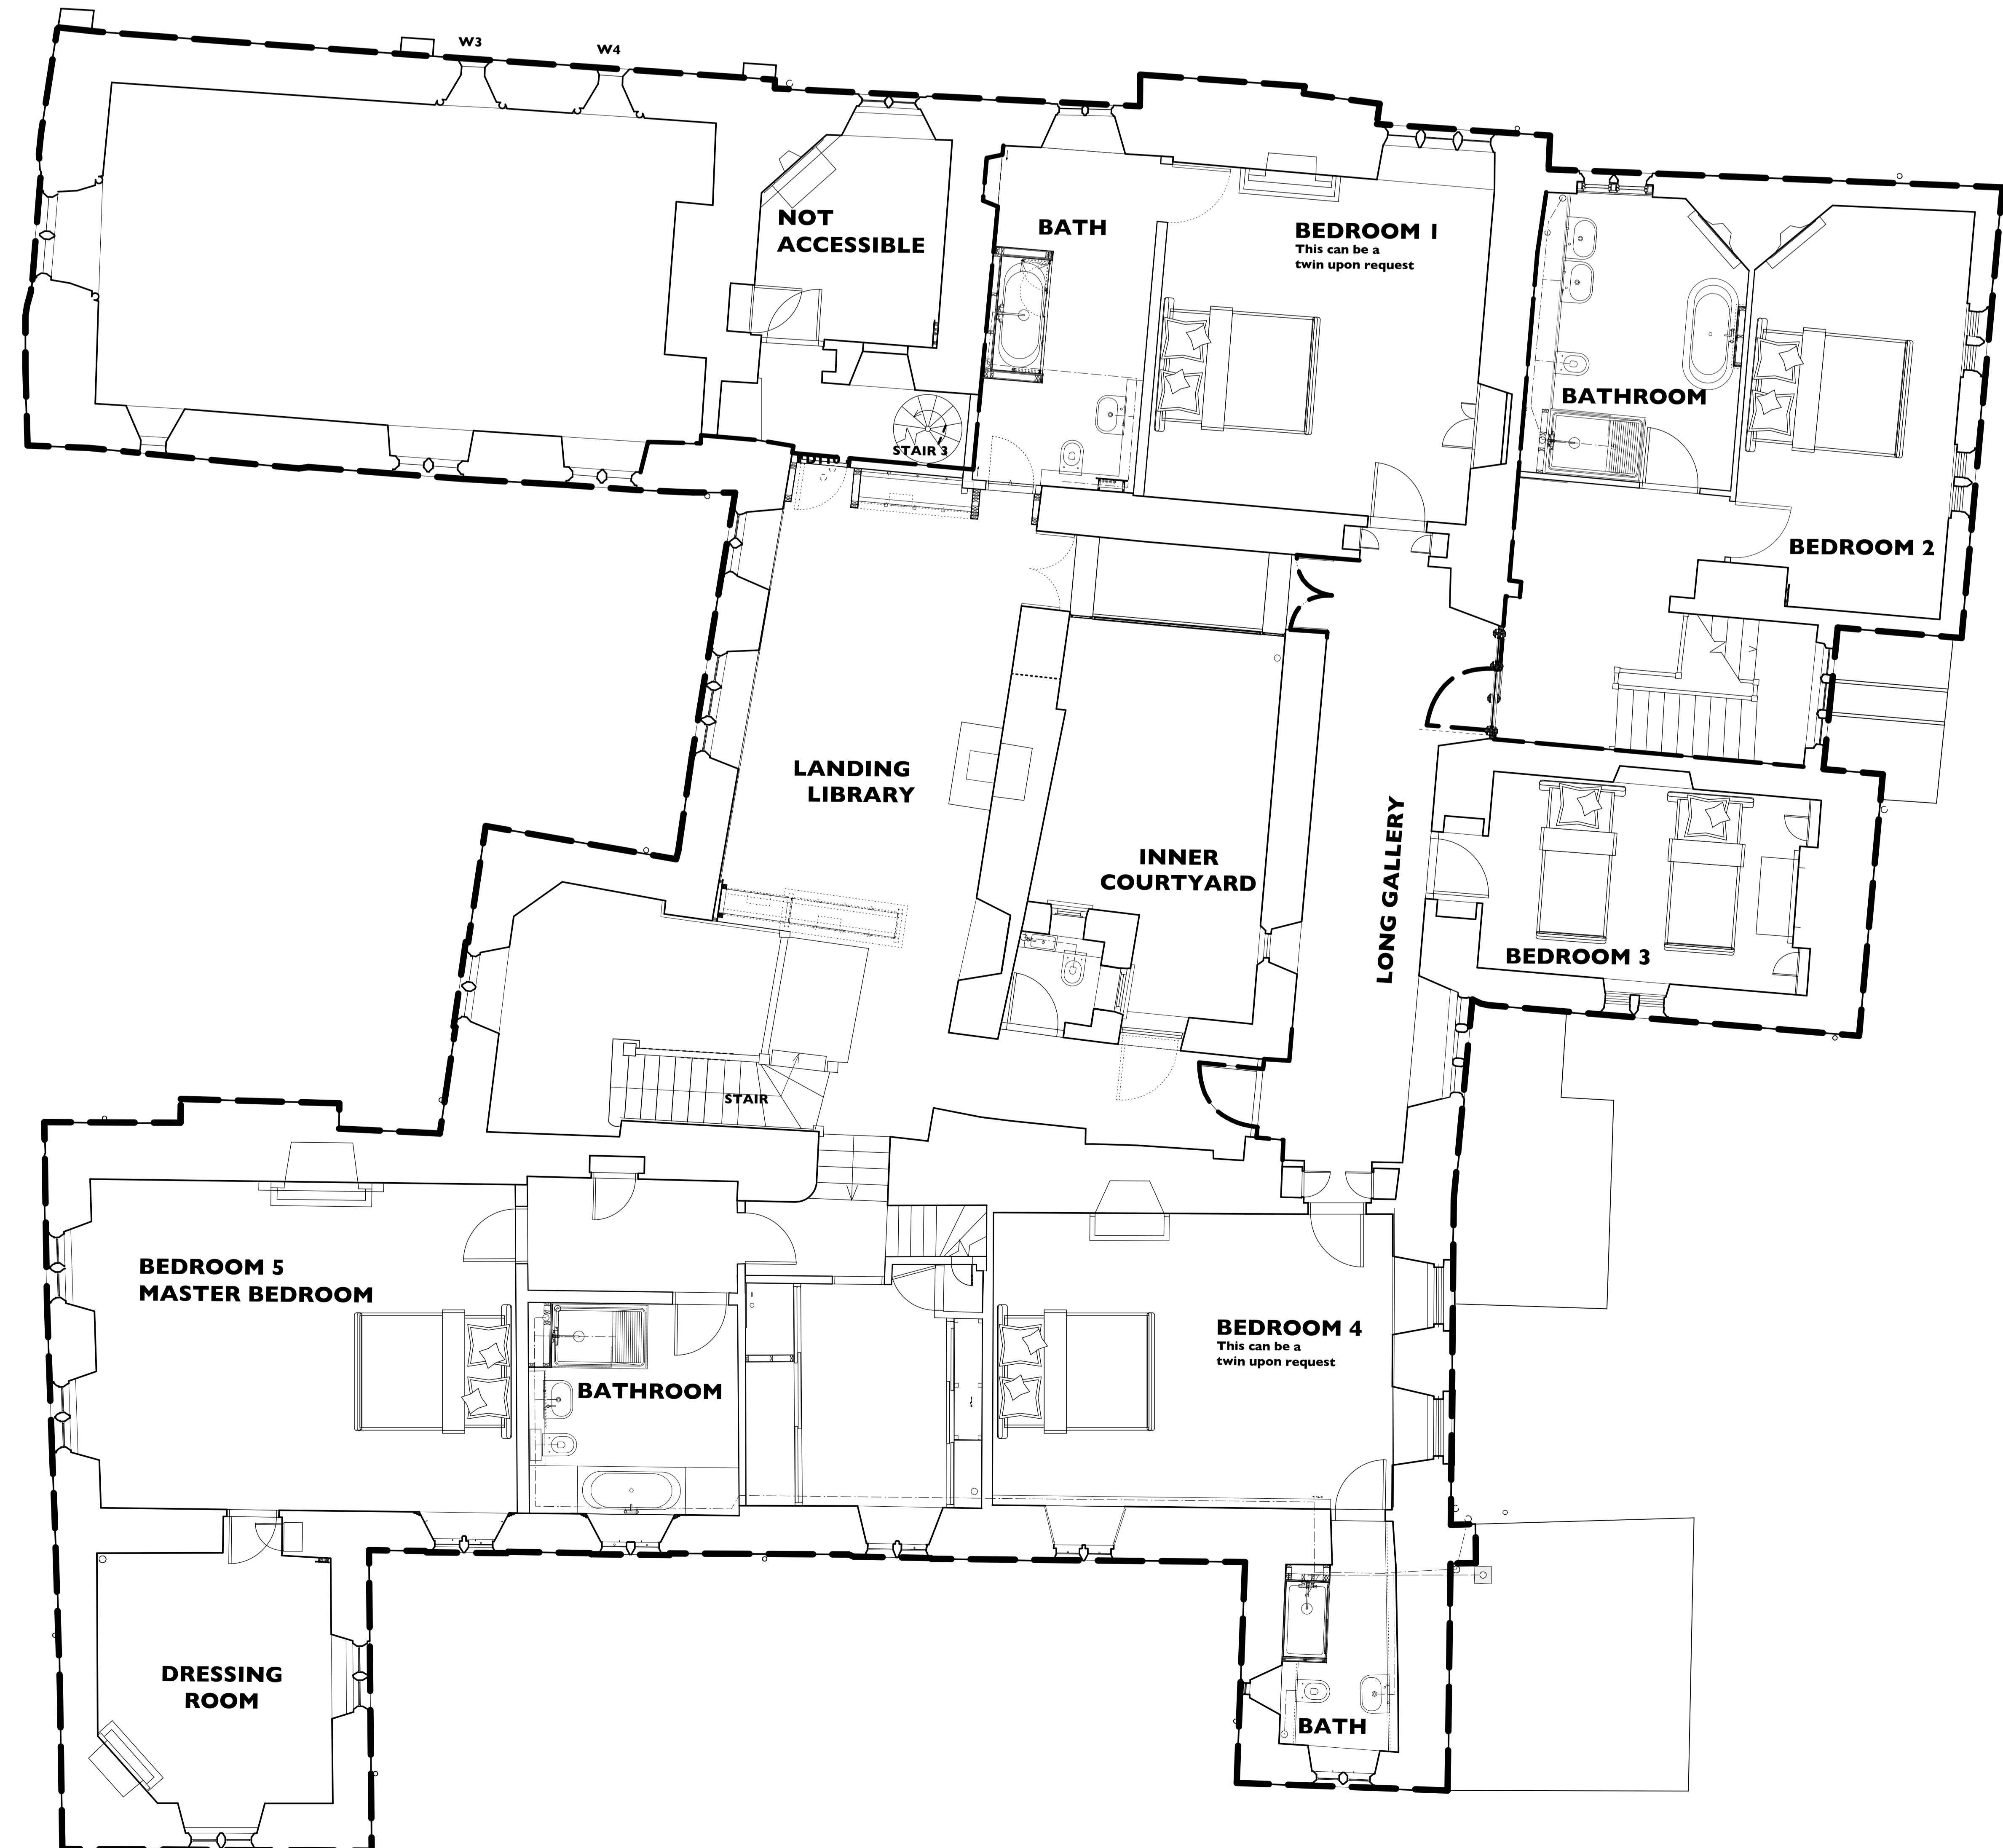 W3
W4
NOT
ACCESSIBLE
BATH
BEDROOM 1
This can be a
twin upon request
BATHROOM
STAIR 3
BEDROOM 2
LANDING
LIBRARY
INNER
COURTYARD
LONG GALLERY
BEDROOM 3
STAIR
BEDROOM 5
MASTER BEDROOM
BATHROOM
BEDROOM 4
This can be a
twin upon request
DRESSING
ROOM
BATH